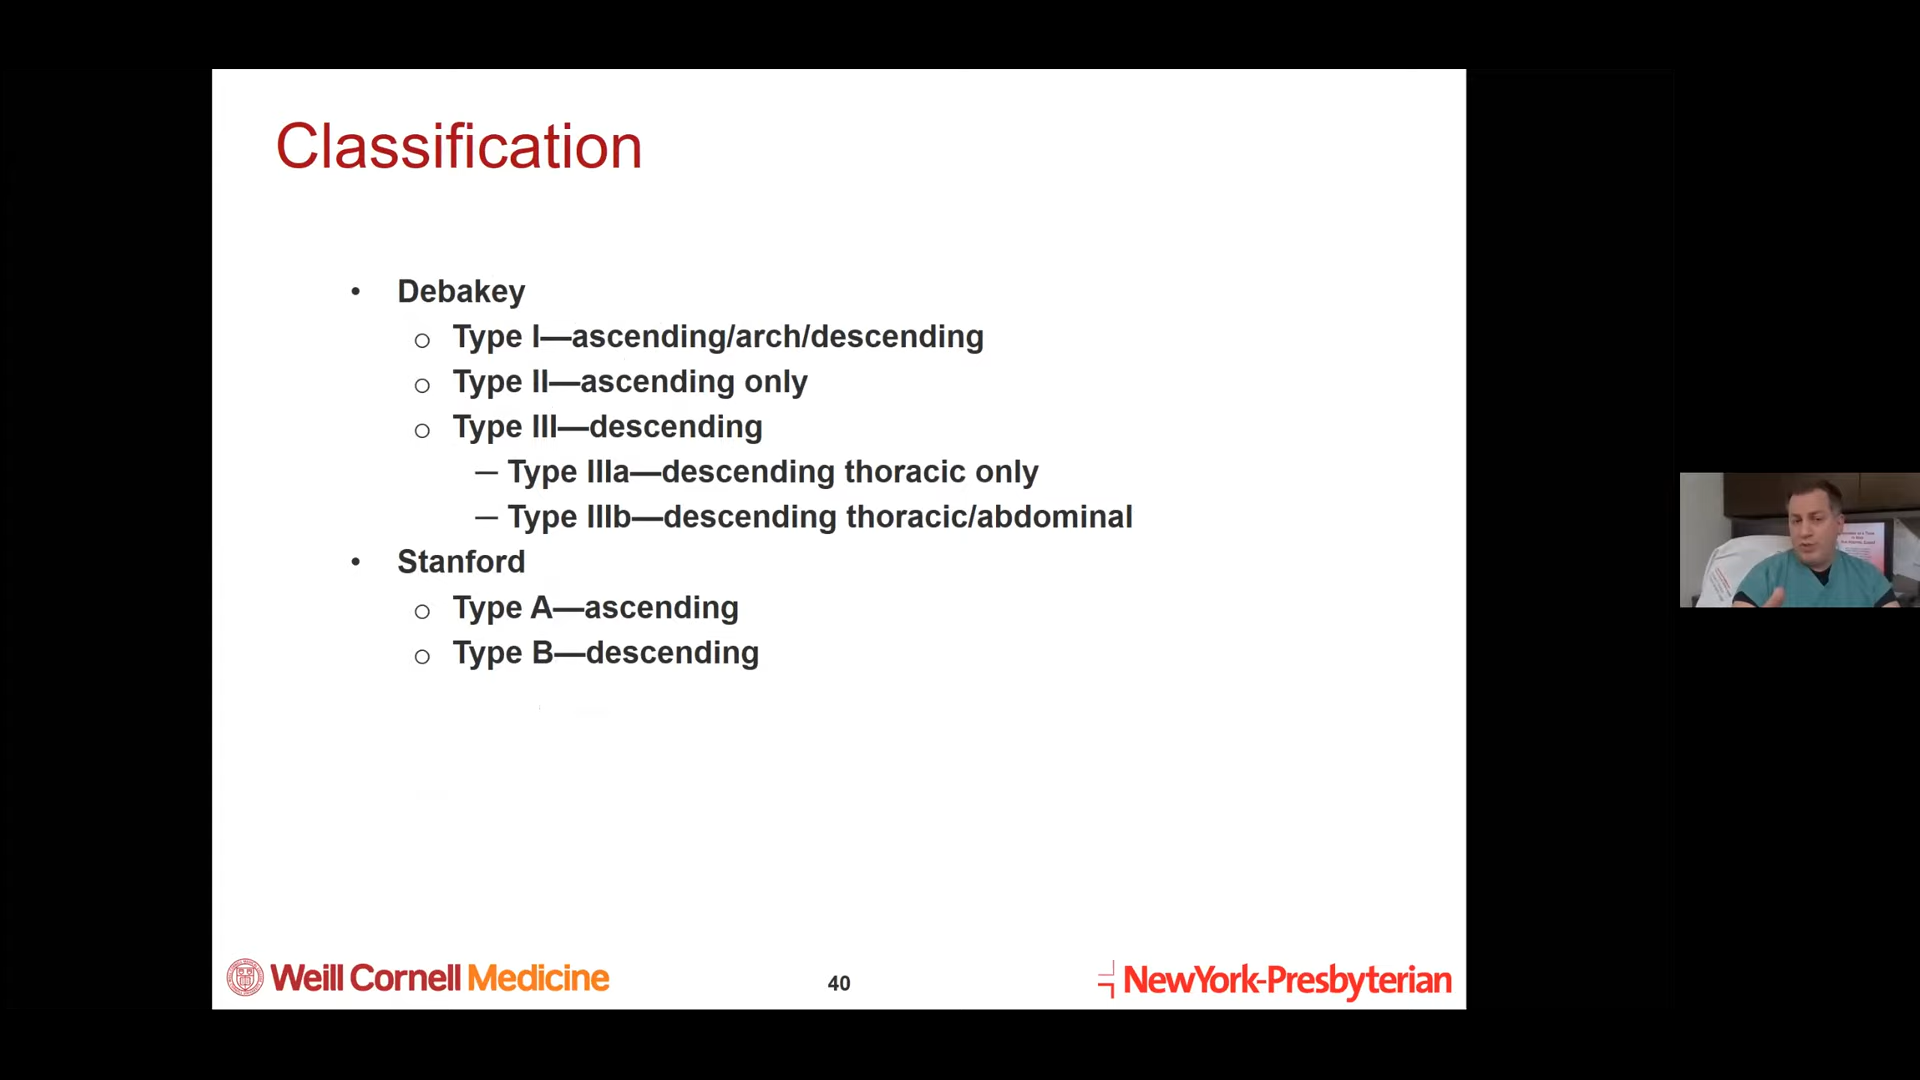 Classification
• Debakey
o Type I—ascending/arch/descending
o Type II—ascending only
o Type III—descending
— Type IIIa—descending thoracic only
— Type IIIb—descending thoracic/abdominal
• Stanford
o Type A—ascending
o Type B—descending
Weill Cornell Medicine
40
NewYork-Presbyterian